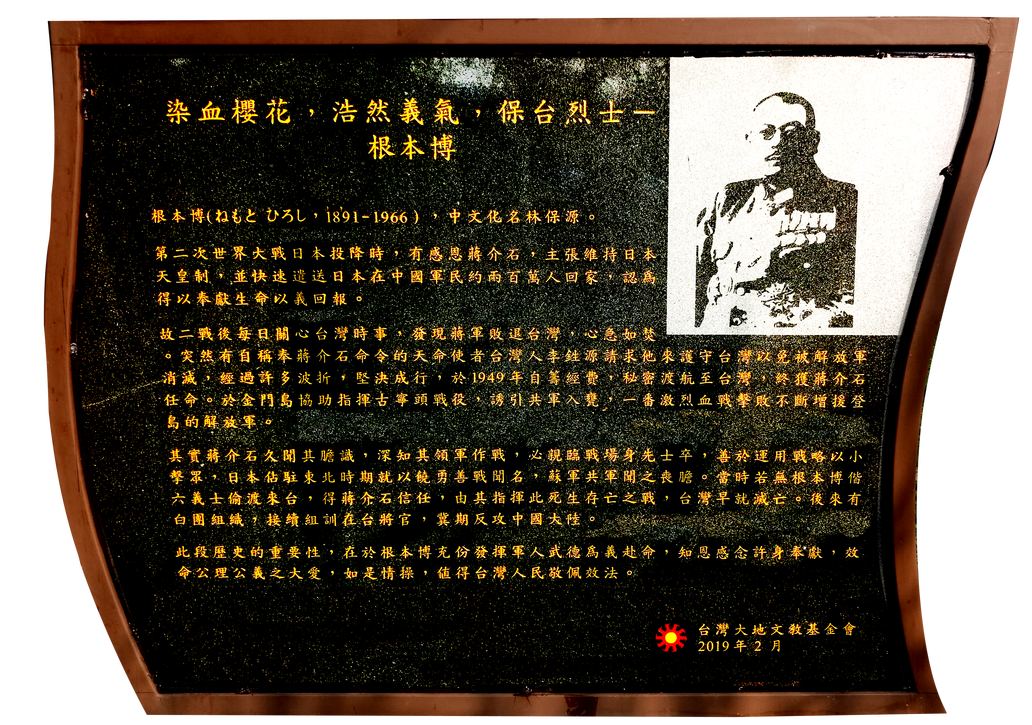 染血櫻花，浩然義氣，保台烈士－
根本博
根本博(ねもと ひろし，1891-1966)，中文化名林保源。
第二次世界大戰日本投降時，有感恩蔣介石，主張維持日本
天皇制，並快速遣送日本在中國軍民約兩百萬人回家，認為
得以奉獻生命以義回報。
故二戰後每日關心台灣時事，發現蔣軍敗退台灣，心急如焚
。突然有自稱奉蔣介石命令的天命使者台灣人李鉎源請求他來護守台灣以免被解放軍
消滅，經過許多波折，堅決成行，於1949年自籌經費，秘密渡航至台灣，終獲蔣介石
任命。於金門島協助指揮古寧頭戰役，誘引共軍入甕，一番激烈血戰擊敗不斷增援登
島的解放軍。
其實蔣介石久聞其膽識，深知其領軍作戰，必親臨戰場身先士卒，善於運用戰略以小
擊眾，日本佔駐東北時期就以饒勇善戰聞名，蘇軍共軍聞之喪膽。當時若無根本博偕
六義士偷渡來台，得蔣介石信任，由其指揮此死生存亡之戰，台灣早就滅亡。後來有
白團組織，接續組訓在台將官，冀期反攻中國大陸。
此段歷史的重要性，在於根本博充份發揮軍人武德為義赴命，知恩感念許身奉獻，效
命公理公義之大愛，如是情操，值得台灣人民敬佩效法。
台灣大地文教基金會
2019年2月